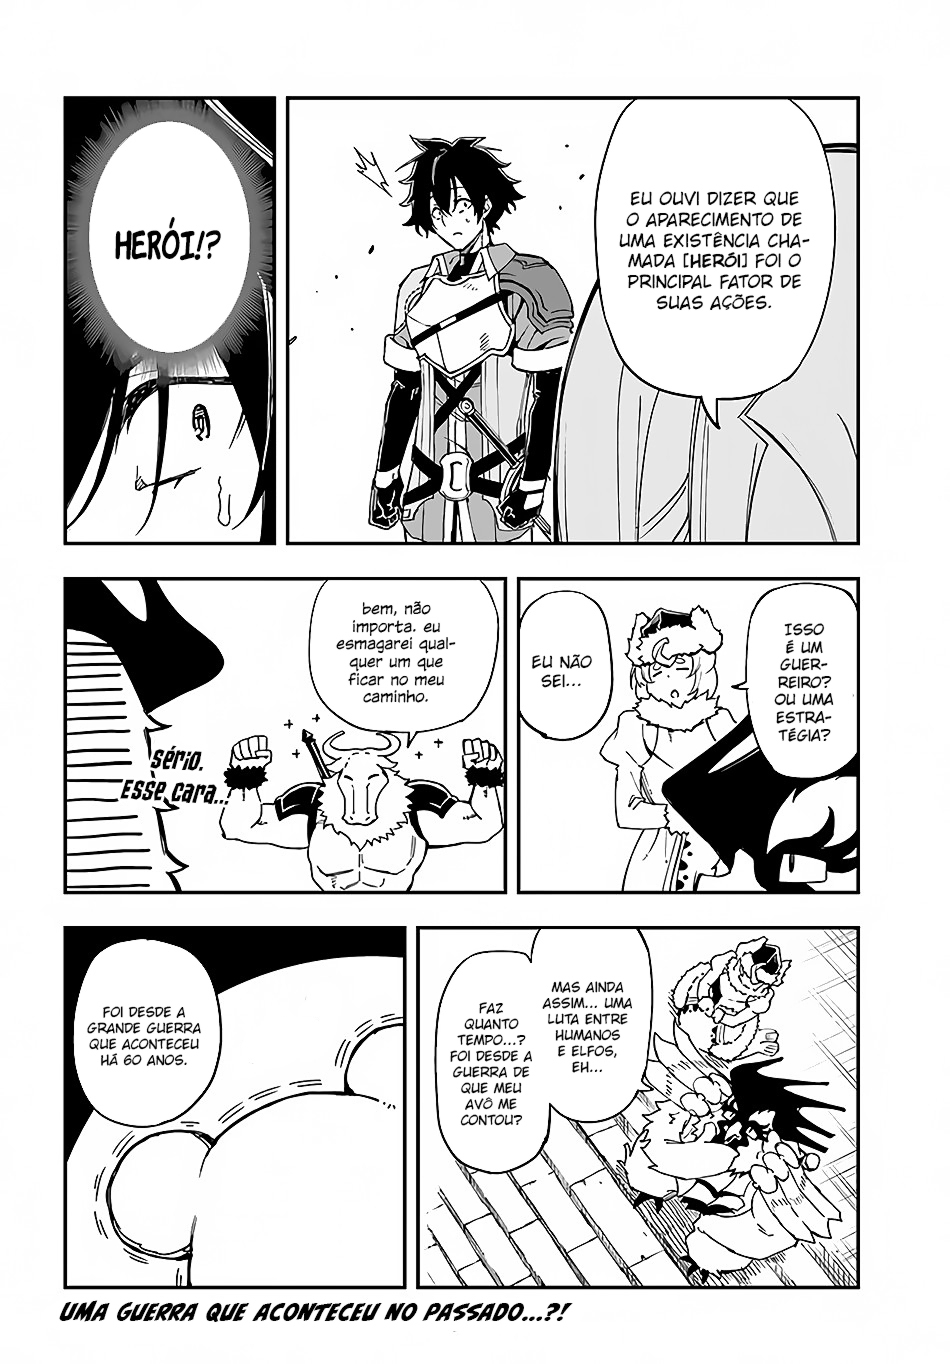 EU OUVI DIZER QUE
O APARECIMENTO DE
UMA EXISTÊNCIA CHA-
MADA [HERÓI] FOI O
PRINCIPAL FATOR DE
SUAS AÇÕES.
HERÓI!?
ISSO
É UM
GUER-
REIRO?
OU UMA
ESTRA-
TÉGIA?
EU NÃO
SEI...
bem, não
importa. eu
esmagarei qual-
quer um que
ficar no meu
caminho.
sério.
Esse cara...
MAS AINDA
ASSIM... UMA
LUTA ENTRE
HUMANOS
E ELFOS,
EH...
FAZ
QUANTO
TEMPO...?
FOI DESDE A
GUERRA DE
QUE MEU
AVÔ ME
CONTOU?
FOI DESDE A
GRANDE GUERRA
QUE ACONTECEU
HÁ 60 ANOS.
UMA GUERRA QUE ACONTECEU NO PASSADO...?!